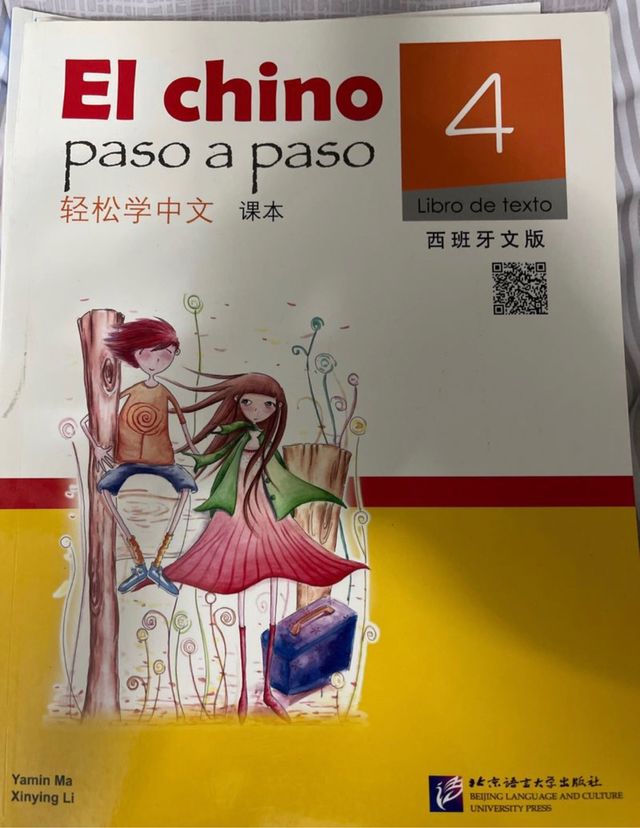 El chino
paso a paso
轻松学中文 课本
4
Libro de texto
西班牙文版
Yamin Ma
Xinying Li
北京语言大学出版社
BEIJING LANGUAGE AND CULTURE
UNIVERSITY PRESS